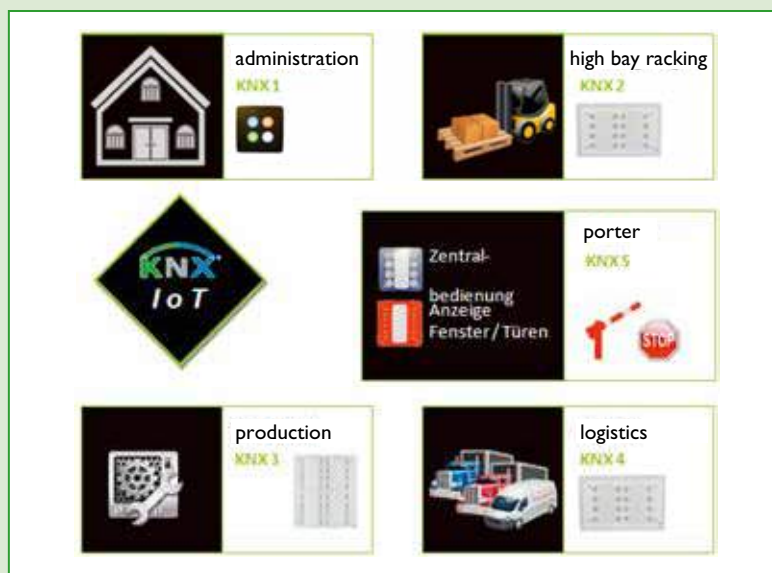 administration
KNX 1
high bay racking
KNX 2
KNX
IoT
Zentral-
bedienung
Anzeige
Fenster/Türen
porter
KNX 5
STOP
production
KNX 3
logistics
KNX 4